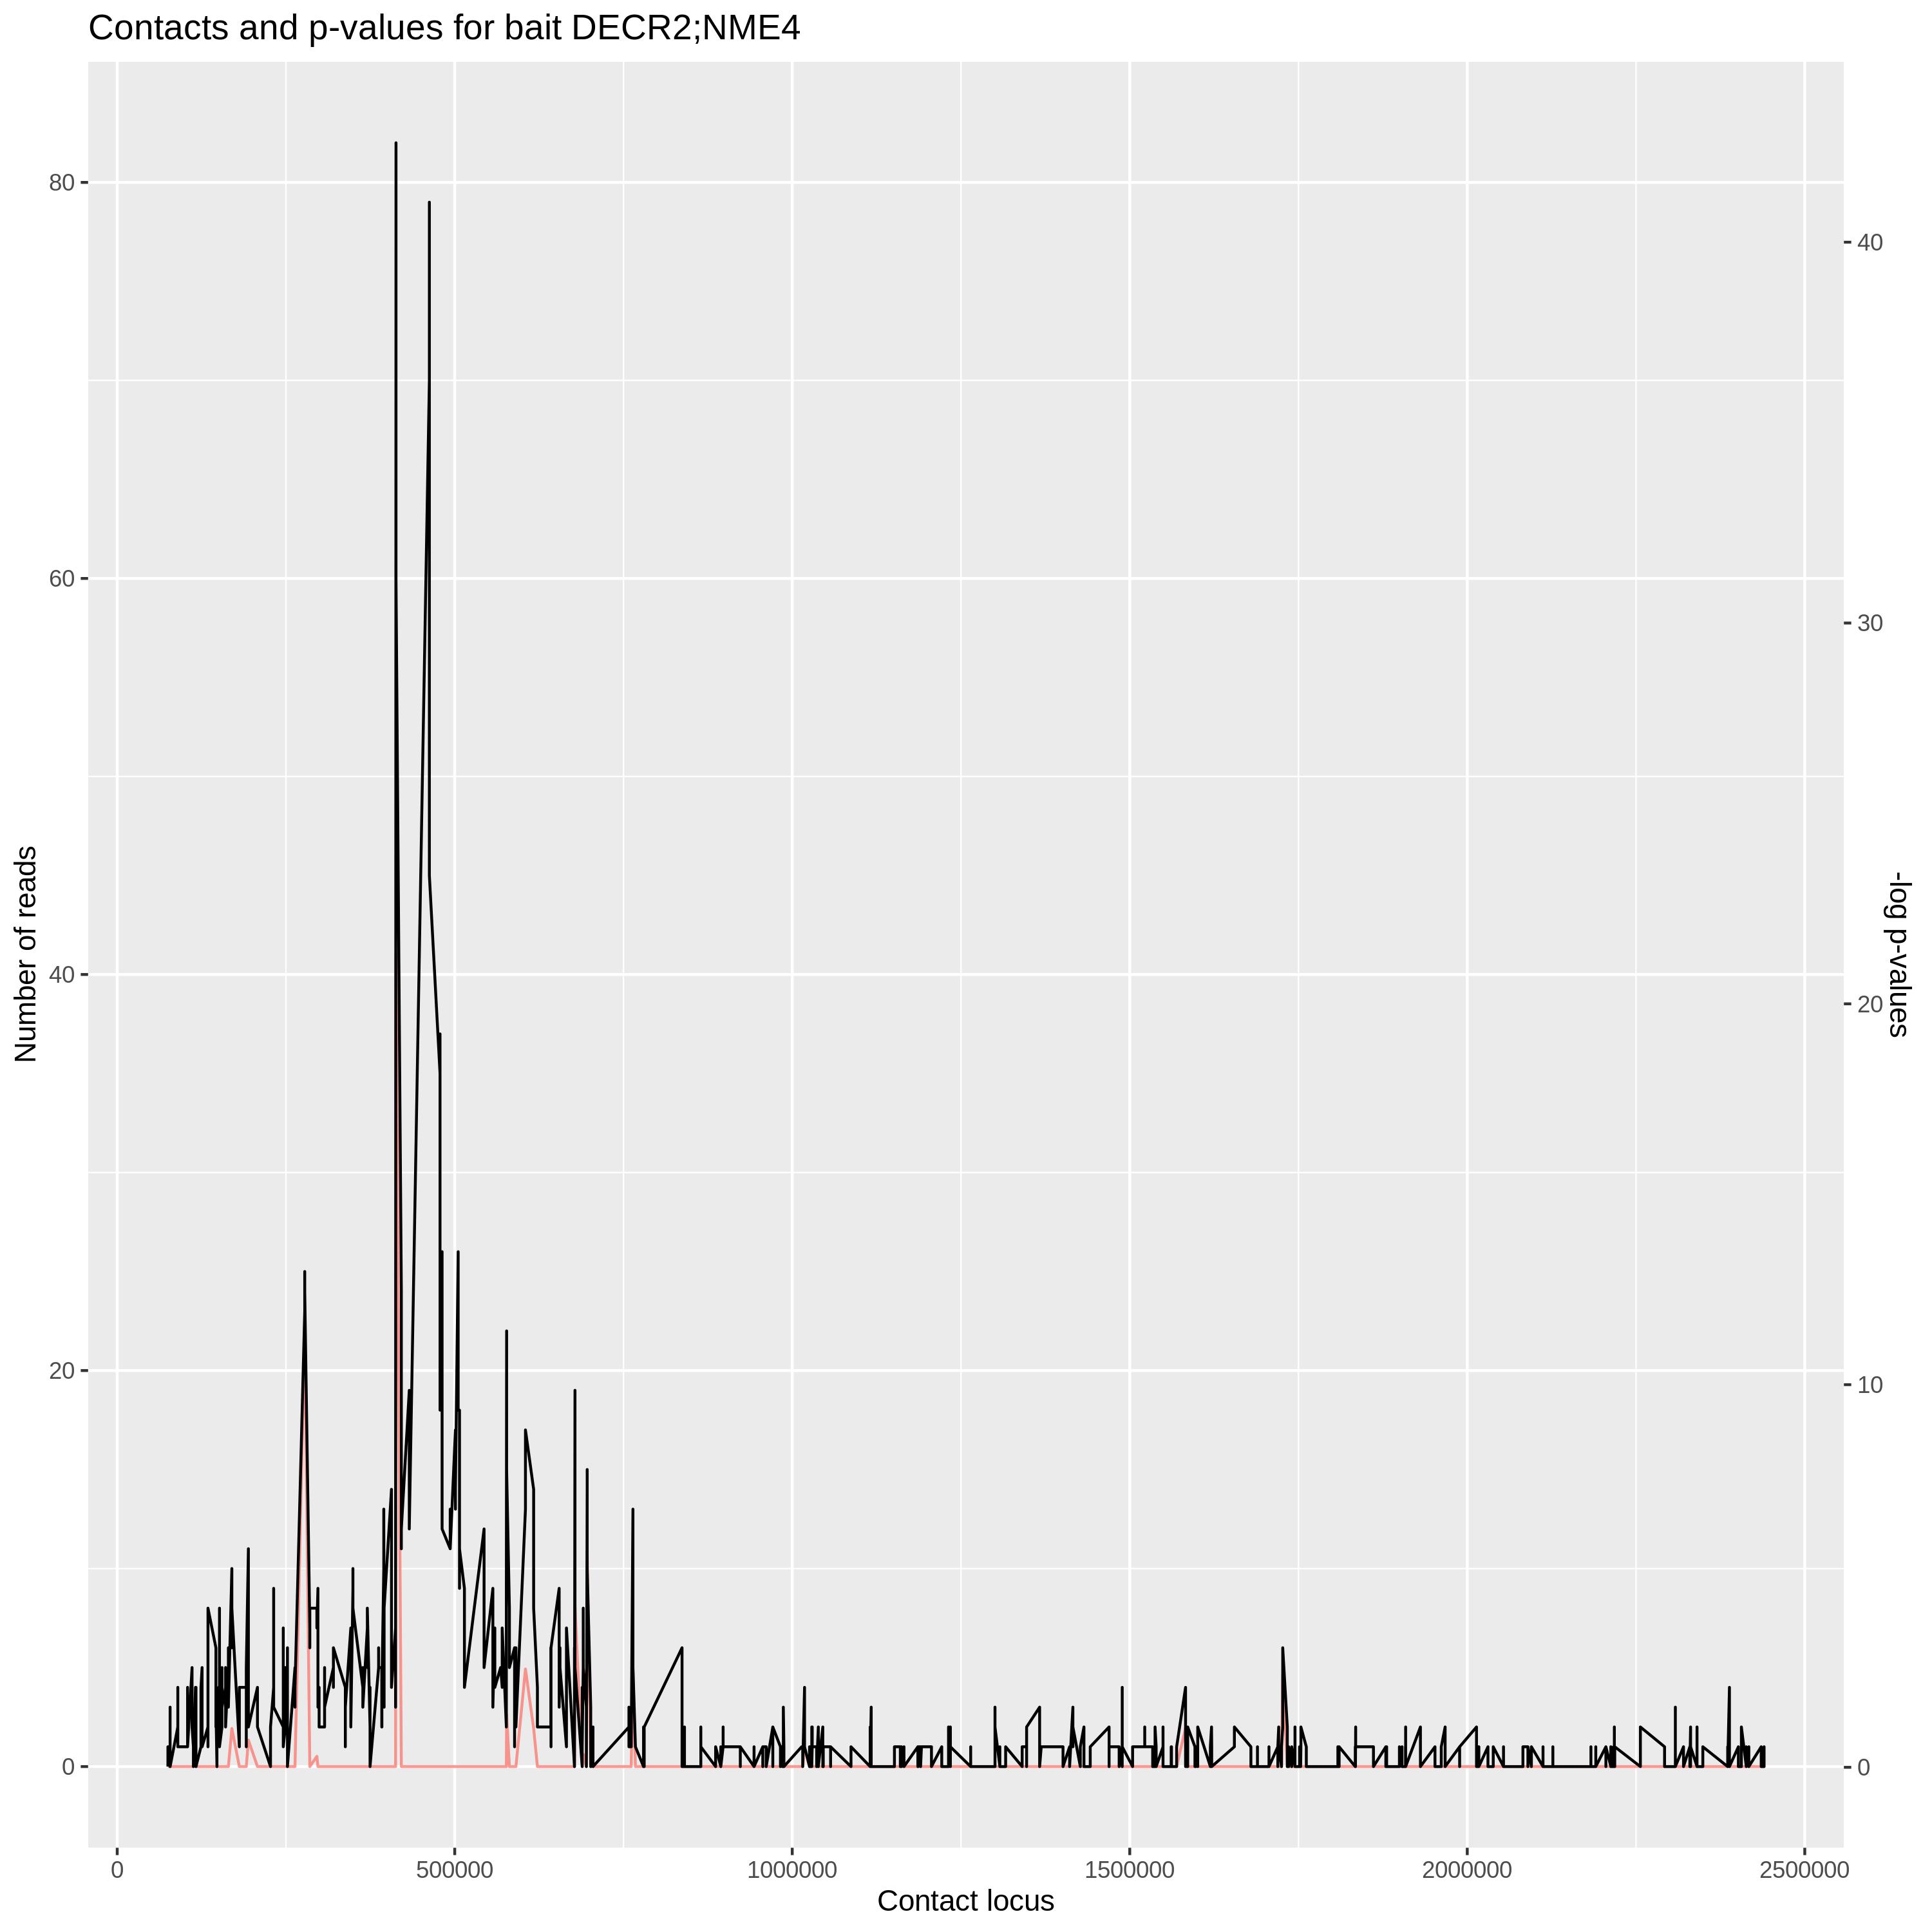 Contacts and p-values for bait DECR2;NME4
Number of reads
80
60
40
20
0
40
30
20
10
0
-log p-values
0 500000 1000000 1500000 2000000 2500000
Contact locus